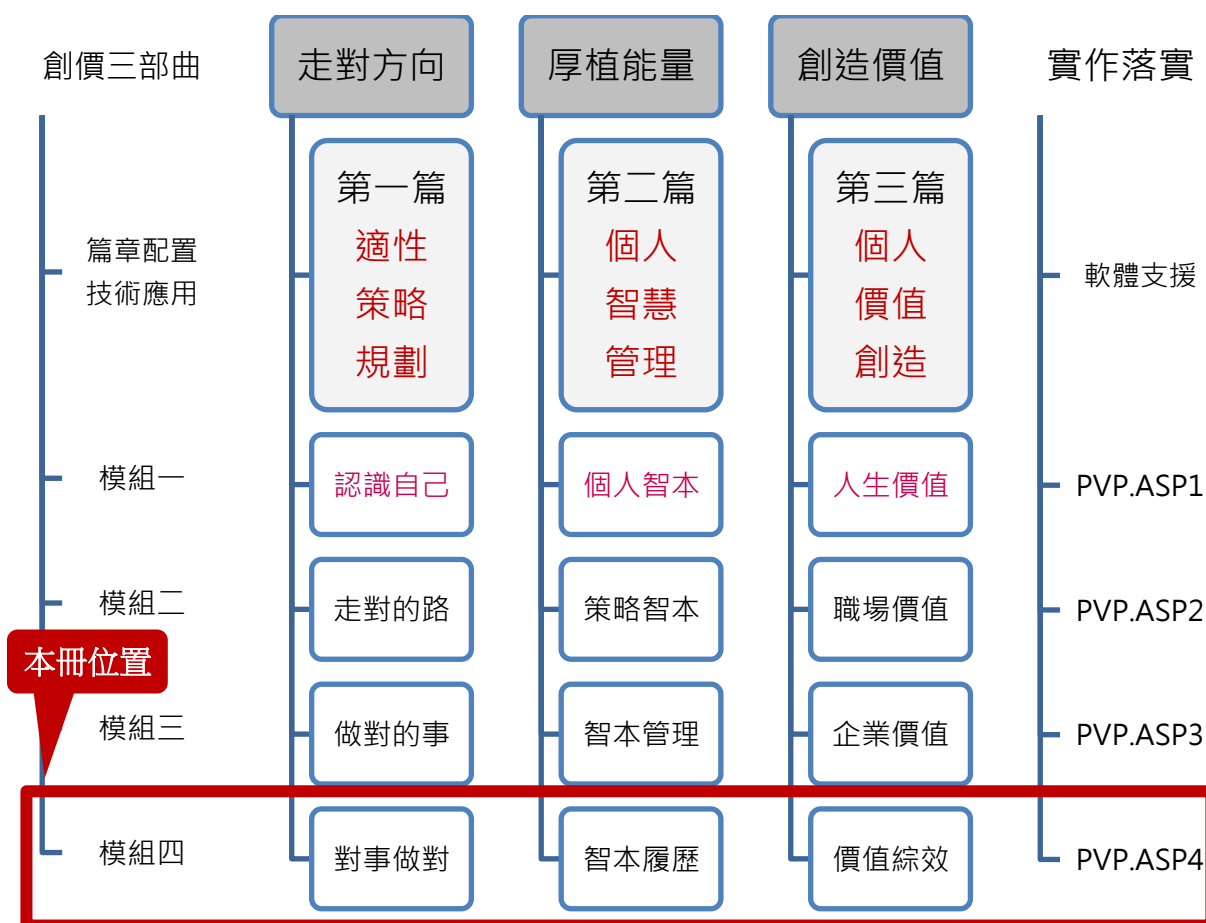 創價三部曲
走對方向
厚植能量
創造價值
實作落實
篇章配置
技術應用
第一篇
適性
策略
規劃
第二篇
個人
智慧
管理
第三篇
個人
價值
創造
軟體支援
模組一
認識自己
個人智本
人生價值
PVP.ASP1
模組二
走對的路
策略智本
職場價值
PVP.ASP2
本冊位置
模組三
做對的事
智本管理
企業價值
PVP.ASP3
模組四
對事做對
智本履歷
價值綜效
PVP.ASP4